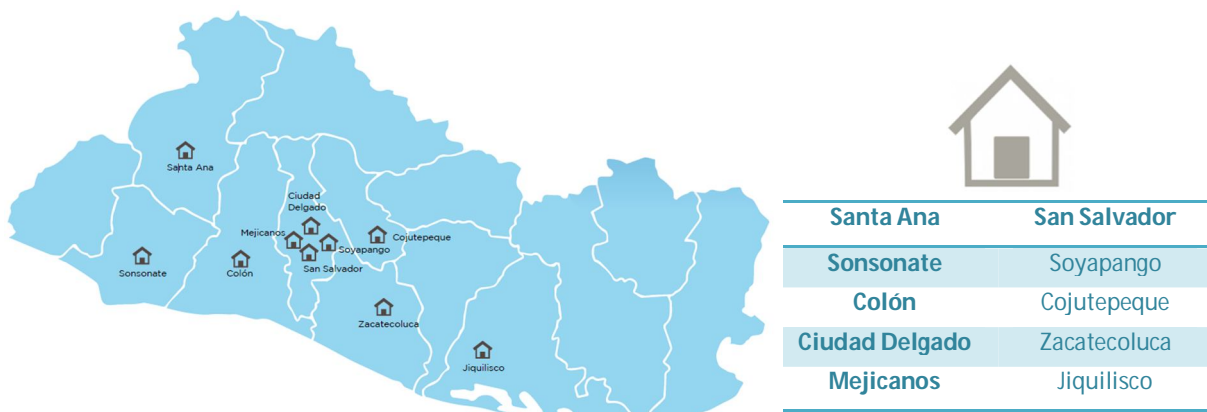 Santa Ana
Ciudad
Delgado
Mejicanos
Cojutepeque
Soyapango
Sonsonate
Colón
San Salvador
Zacatecoluca
Jiquilisco
Santa Ana San Salvador
Sonsonate Soyapango
Colón Cojutepeque
Ciudad Delgado Zacatecoluca
Mejicanos Jiquilisco